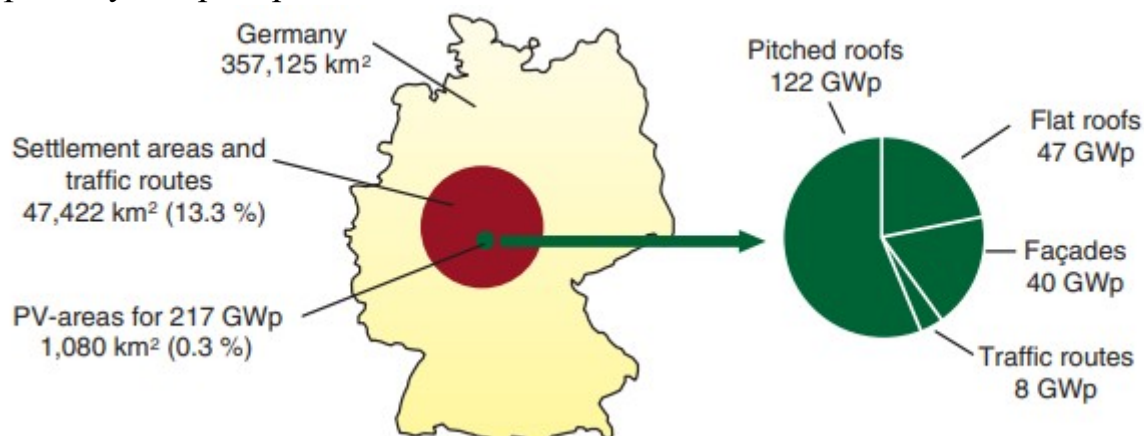 Germany
357,125 km²
Settlement areas and
traffic routes
47,422 km² (13.3 %)
PV-areas for 217 GWp
1,080 km² (0.3 %)
Pitched roofs
122 GWp
Flat roofs
47 GWp
Façades
40 GWp
Traffic routes
8 GWp